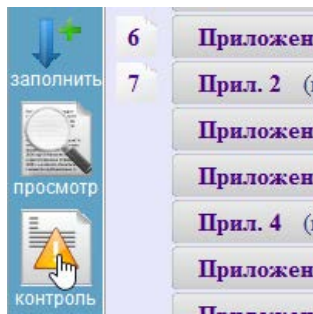 заполнить
просмотр
контроль
6 Приложен
7 Прил. 2 (
Приложен
Приложен
Прил. 4 (
Приложен